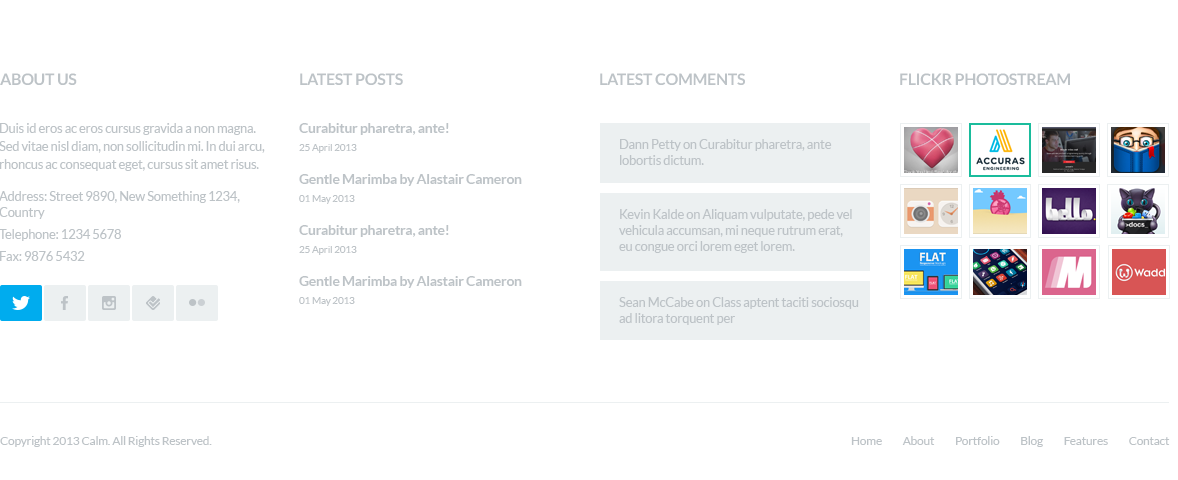 ABOUT US
Duis id eros ac eros cursus gravida a non magna.
Sed vitae nisl diam, non sollicitudin mi. In dui arcu,
rhoncus ac consequat eget, cursus sit amet risus.
Address: Street 9890, New Something 1234,
Country
Telephone: 1234 5678
Fax: 9876 5432
LATEST POSTS
Curabitur pharetra, ante!
25 April 2013
Gentle Marimba by Alastair Cameron
01 May 2013
Curabitur pharetra, ante!
25 April 2013
Gentle Marimba by Alastair Cameron
01 May 2013
LATEST COMMENTS
Dann Petty on Curabitur pharetra, ante
lobortis dictum.
Kevin Kalde on Aliquam vulputate, pede vel
vehicula accumsan, mi neque rutrum erat,
eu congue orci lorem eget lorem.
Sean McCabe on Class aptent taciti sociosqu
ad litora torquent per
FLICKR PHOTOSTREAM
ACCURAS
ENGINEERING
hello.
docs_
FLAT
M
Wadd
Copyright 2013 Calm. All Rights Reserved.
Home About Portfolio Blog Features Contact